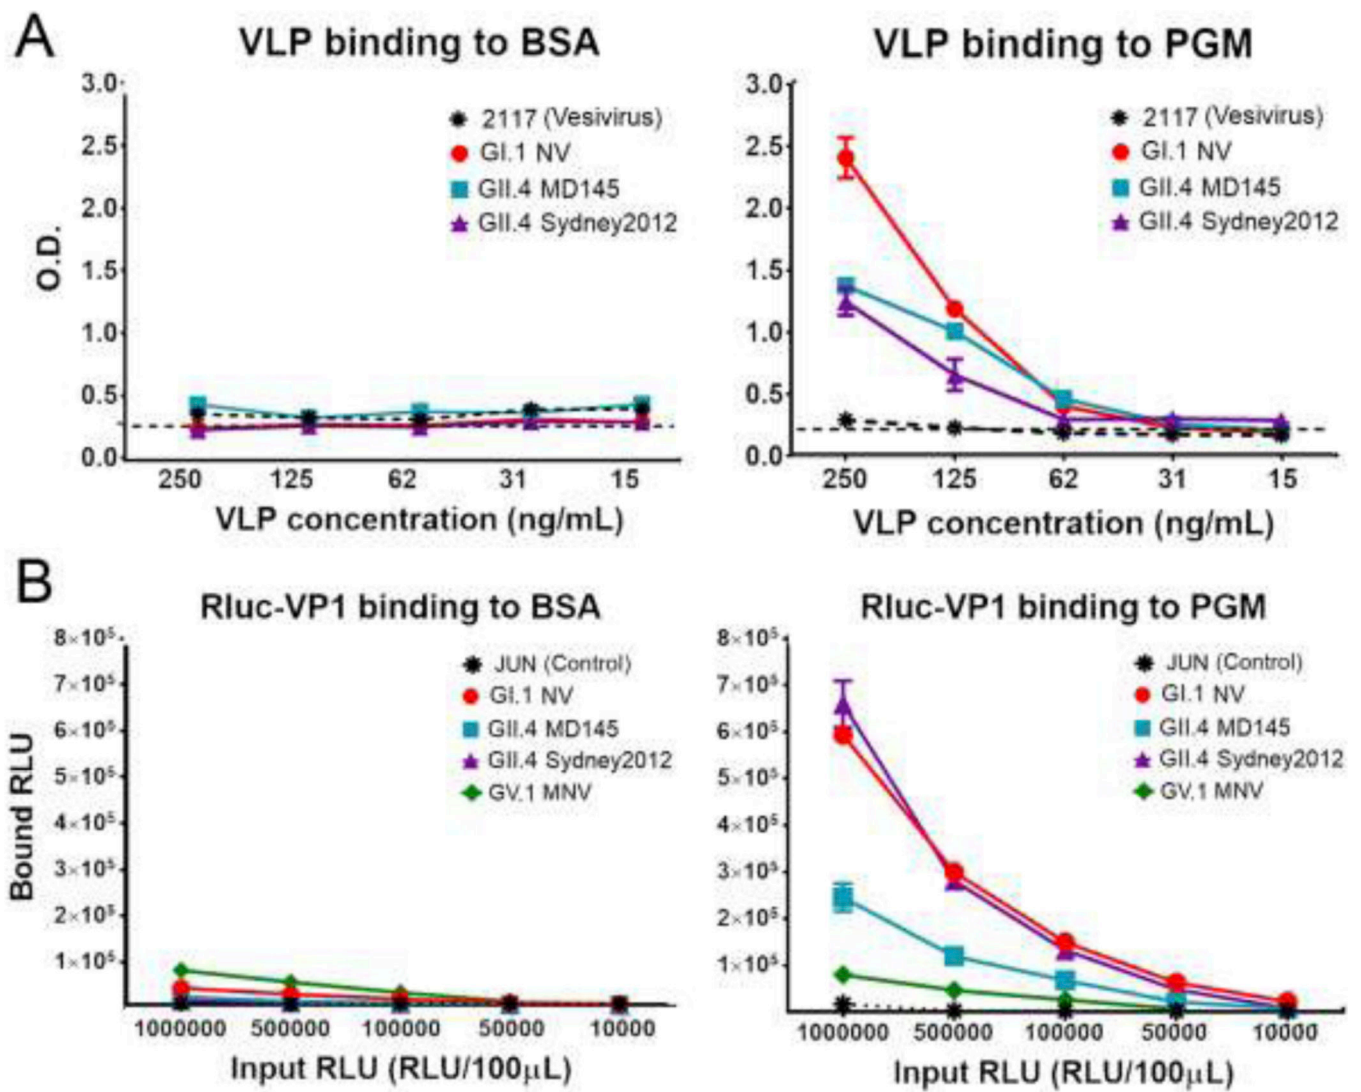 A
VLP binding to BSA
3.0
2.5
2.0
1.5
1.0
0.5
0.0
O.D.
2117 (Vesivirus)
GI.1 NV
GII.4 MD145
GII.4 Sydney2012
250 125 62 31 15
VLP concentration (ng/mL)
VLP binding to PGM
3.0
2.5
2.0
1.5
1.0
0.5
0.0
2117 (Vesivirus)
GI.1 NV
GII.4 MD145
GII.4 Sydney2012
250 125 62 31 15
VLP concentration (ng/mL)
B
Rluc-VP1 binding to BSA
8×10⁵
7×10⁵
6×10⁵
5×10⁵
4×10⁵
3×10⁵
2×10⁵
1×10⁵
Bound RLU
JUN (Control)
GI.1 NV
GII.4 MD145
GII.4 Sydney2012
GV.1 MNV
1000000 500000 100000 50000 10000
Input RLU (RLU/100µL)
Rluc-VP1 binding to PGM
8×10⁵
7×10⁵
6×10⁵
5×10⁵
4×10⁵
3×10⁵
2×10⁵
1×10⁵
JUN (Control)
GI.1 NV
GII.4 MD145
GII.4 Sydney2012
GV.1 MNV
1000000 500000 100000 50000 10000
Input RLU (RLU/100µL)